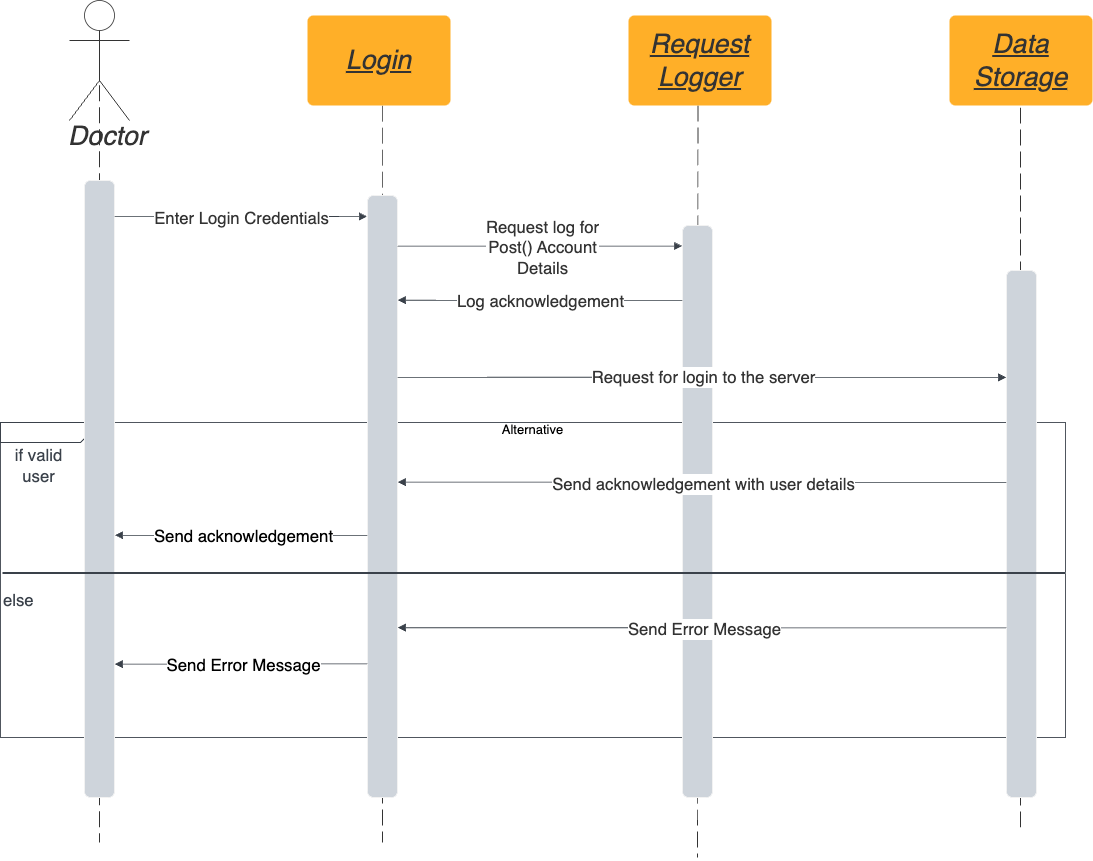 Doctor
Login
Request
Logger
Data
Storage
Enter Login Credentials
Request log for
Post() Account
Details
Log acknowledgement
Request for login to the server
Alternative
if valid
user
Send acknowledgement with user details
Send acknowledgement
else
Send Error Message
Send Error Message